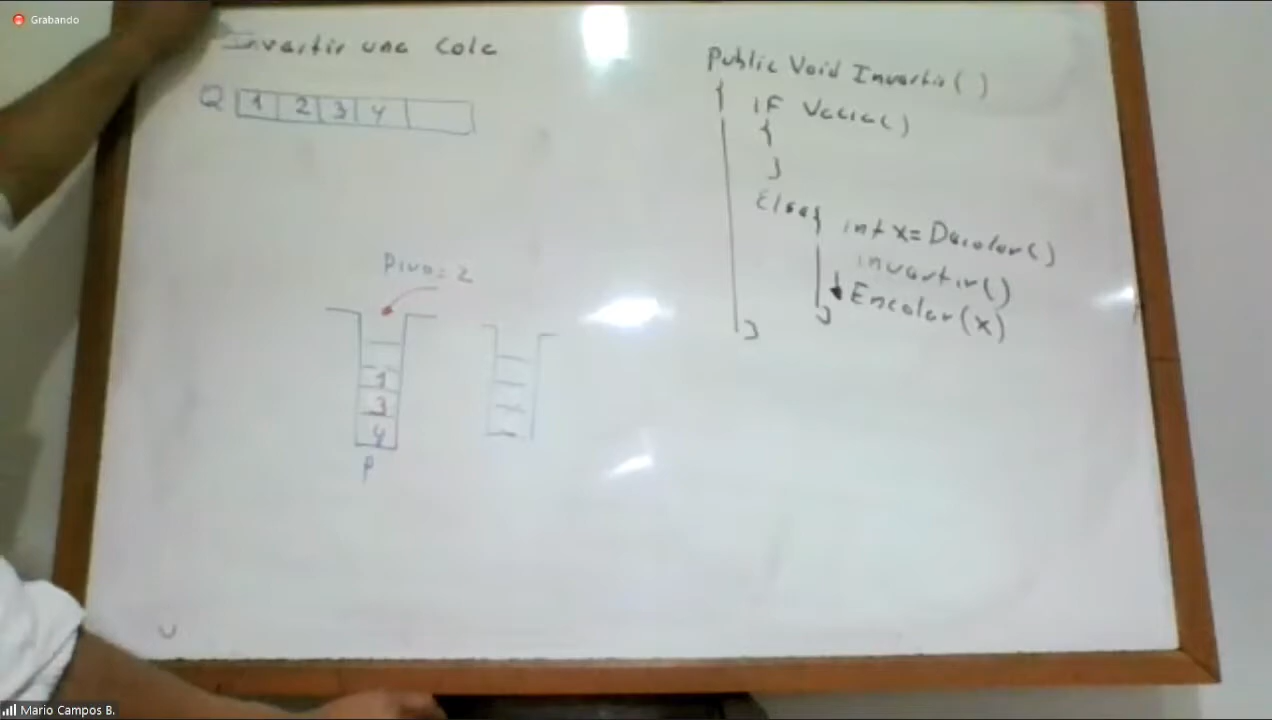 Grabando
Invertir una Cola
Q 1 2 3 4
Pivo = 2
1
3
4
P
Public Void Invertir()
{ IF Vacia()
{
}
Else{ int x= Decolar()
invertir()
Encolar(x)
}
}
Mario Campos B.